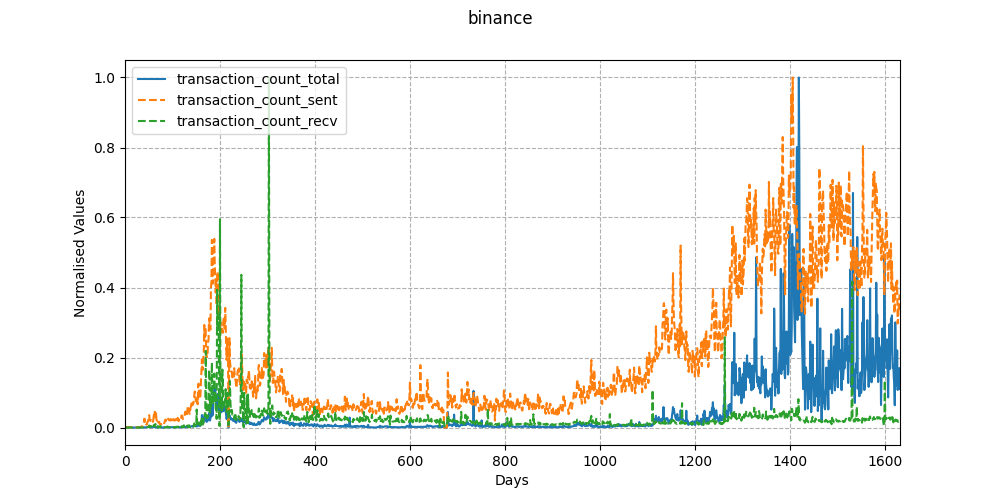 binance
transaction_count_total
transaction_count_sent
transaction_count_recv
Normalised Values
1.0
0.8
0.6
0.4
0.2
0.0
0 200 400 600 800 1000 1200 1400 1600
Days